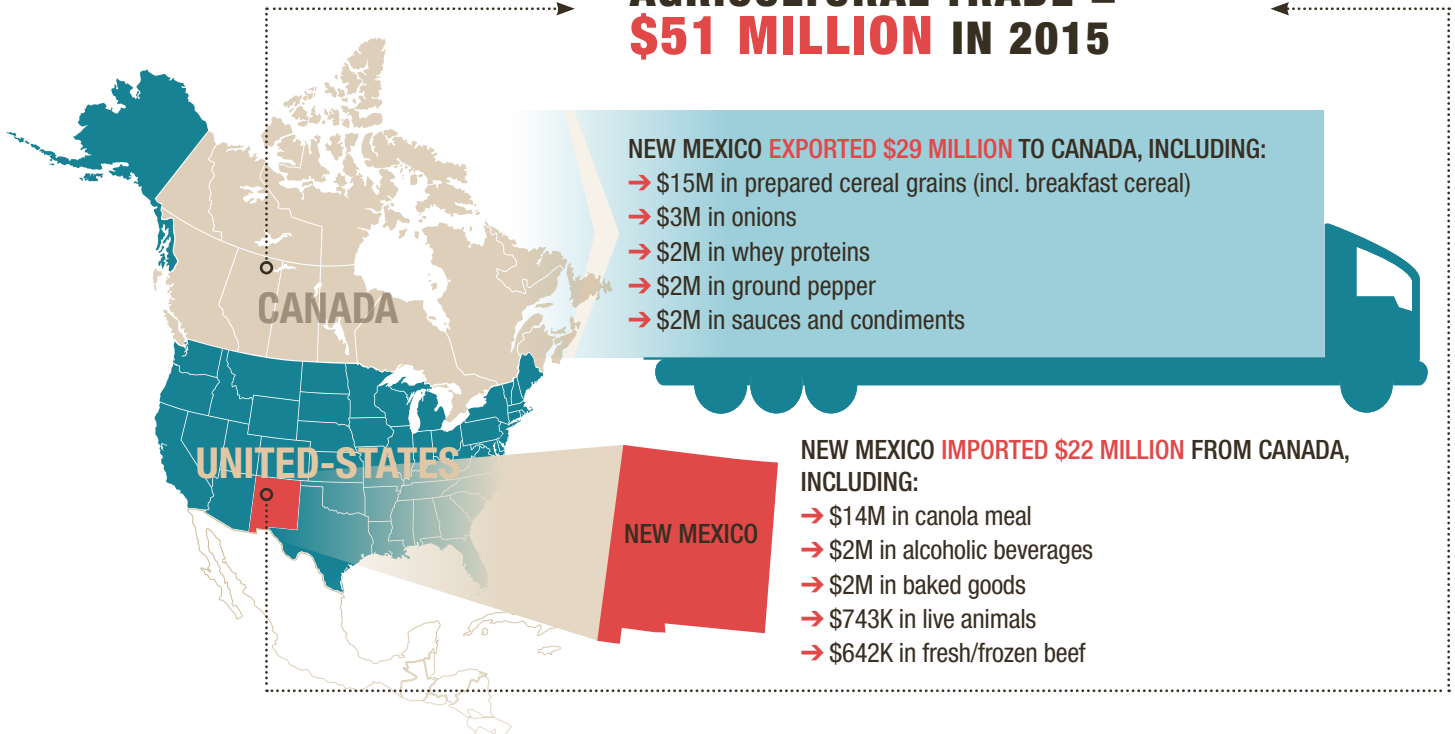 AGRICULTURAL TRADE =
$51 MILLION IN 2015
NEW MEXICO EXPORTED $29 MILLION TO CANADA, INCLUDING:
➔ $15M in prepared cereal grains (incl. breakfast cereal)
➔ $3M in onions
➔ $2M in whey proteins
➔ $2M in ground pepper
➔ $2M in sauces and condiments
CANADA
UNITED-STATES
NEW MEXICO
NEW MEXICO IMPORTED $22 MILLION FROM CANADA,
INCLUDING:
➔ $14M in canola meal
➔ $2M in alcoholic beverages
➔ $2M in baked goods
➔ $743K in live animals
➔ $642K in fresh/frozen beef